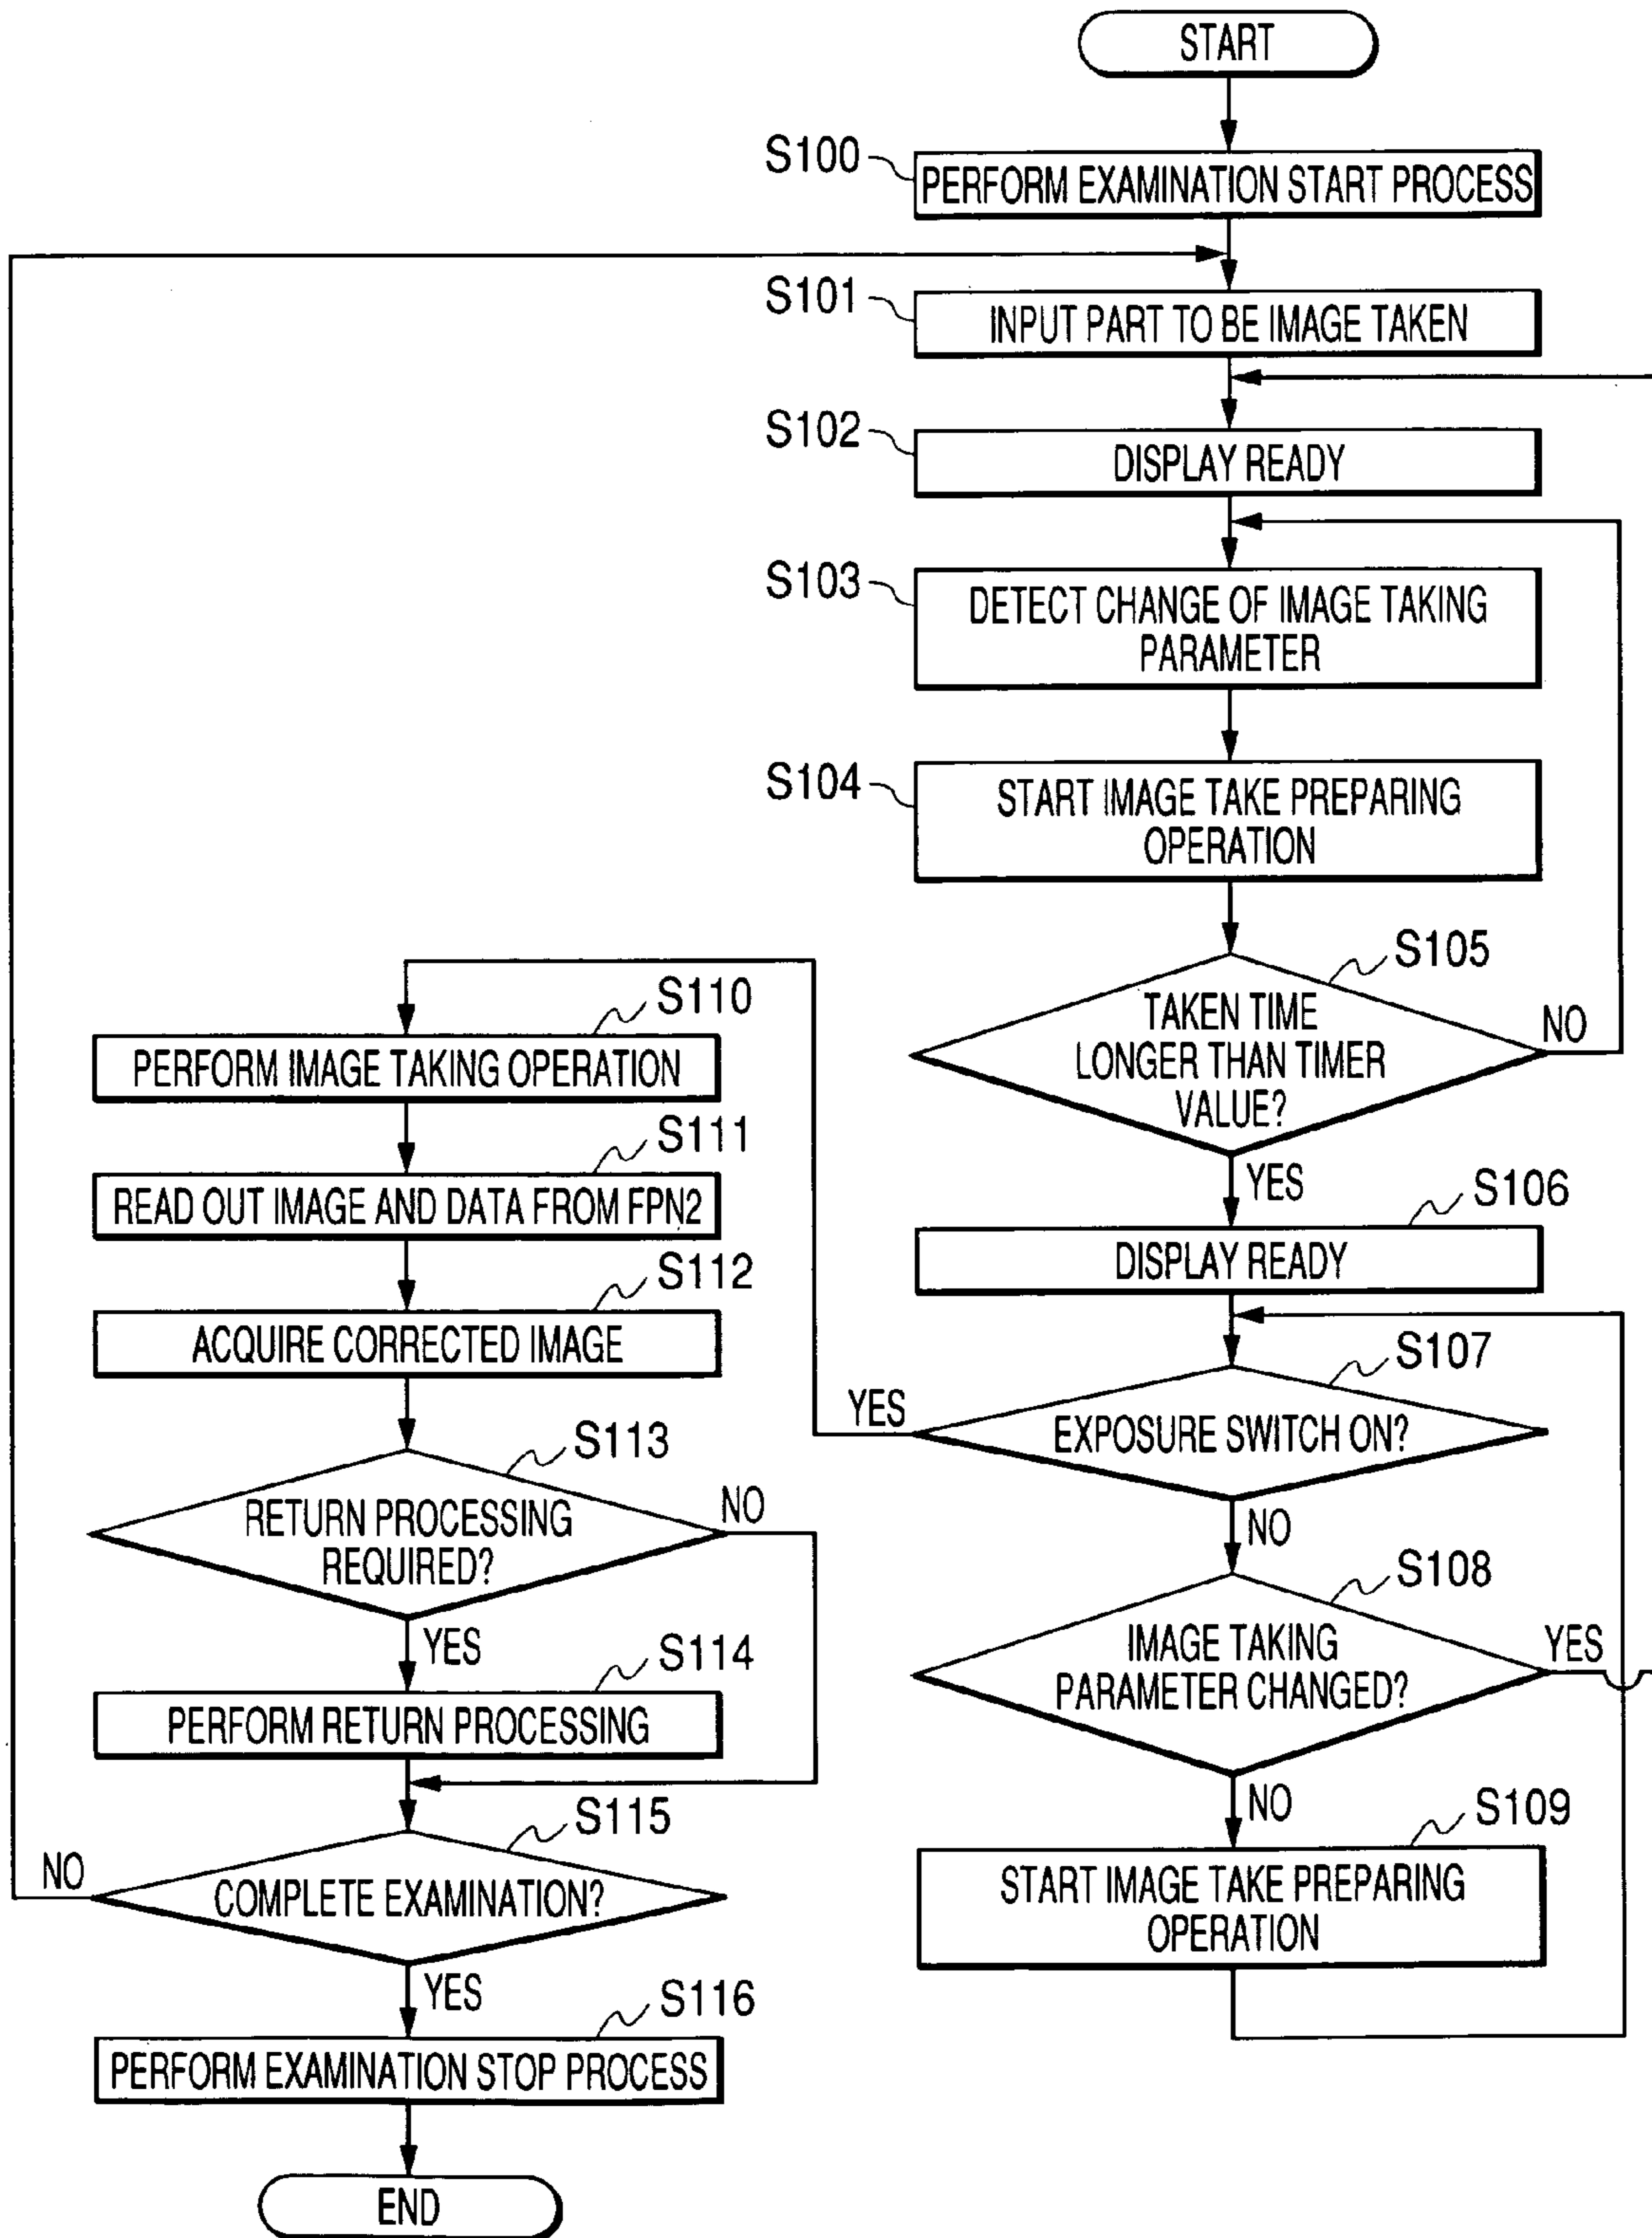 START
S100
PERFORM EXAMINATION START PROCESS
S101
INPUT PART TO BE IMAGE TAKEN
S102
DISPLAY READY
S103
DETECT CHANGE OF IMAGE TAKING
PARAMETER
S104
START IMAGE TAKE PREPARING
OPERATION
S105
TAKEN TIME
LONGER THAN TIMER
VALUE?
NO
YES
S106
DISPLAY READY
S107
EXPOSURE SWITCH ON?
YES
NO
S108
IMAGE TAKING
PARAMETER CHANGED?
YES
NO
S109
START IMAGE TAKE PREPARING
OPERATION
S110
PERFORM IMAGE TAKING OPERATION
S111
READ OUT IMAGE AND DATA FROM FPN2
S112
ACQUIRE CORRECTED IMAGE
S113
RETURN PROCESSING
REQUIRED?
NO
YES
S114
PERFORM RETURN PROCESSING
S115
COMPLETE EXAMINATION?
NO
YES
S116
PERFORM EXAMINATION STOP PROCESS
END